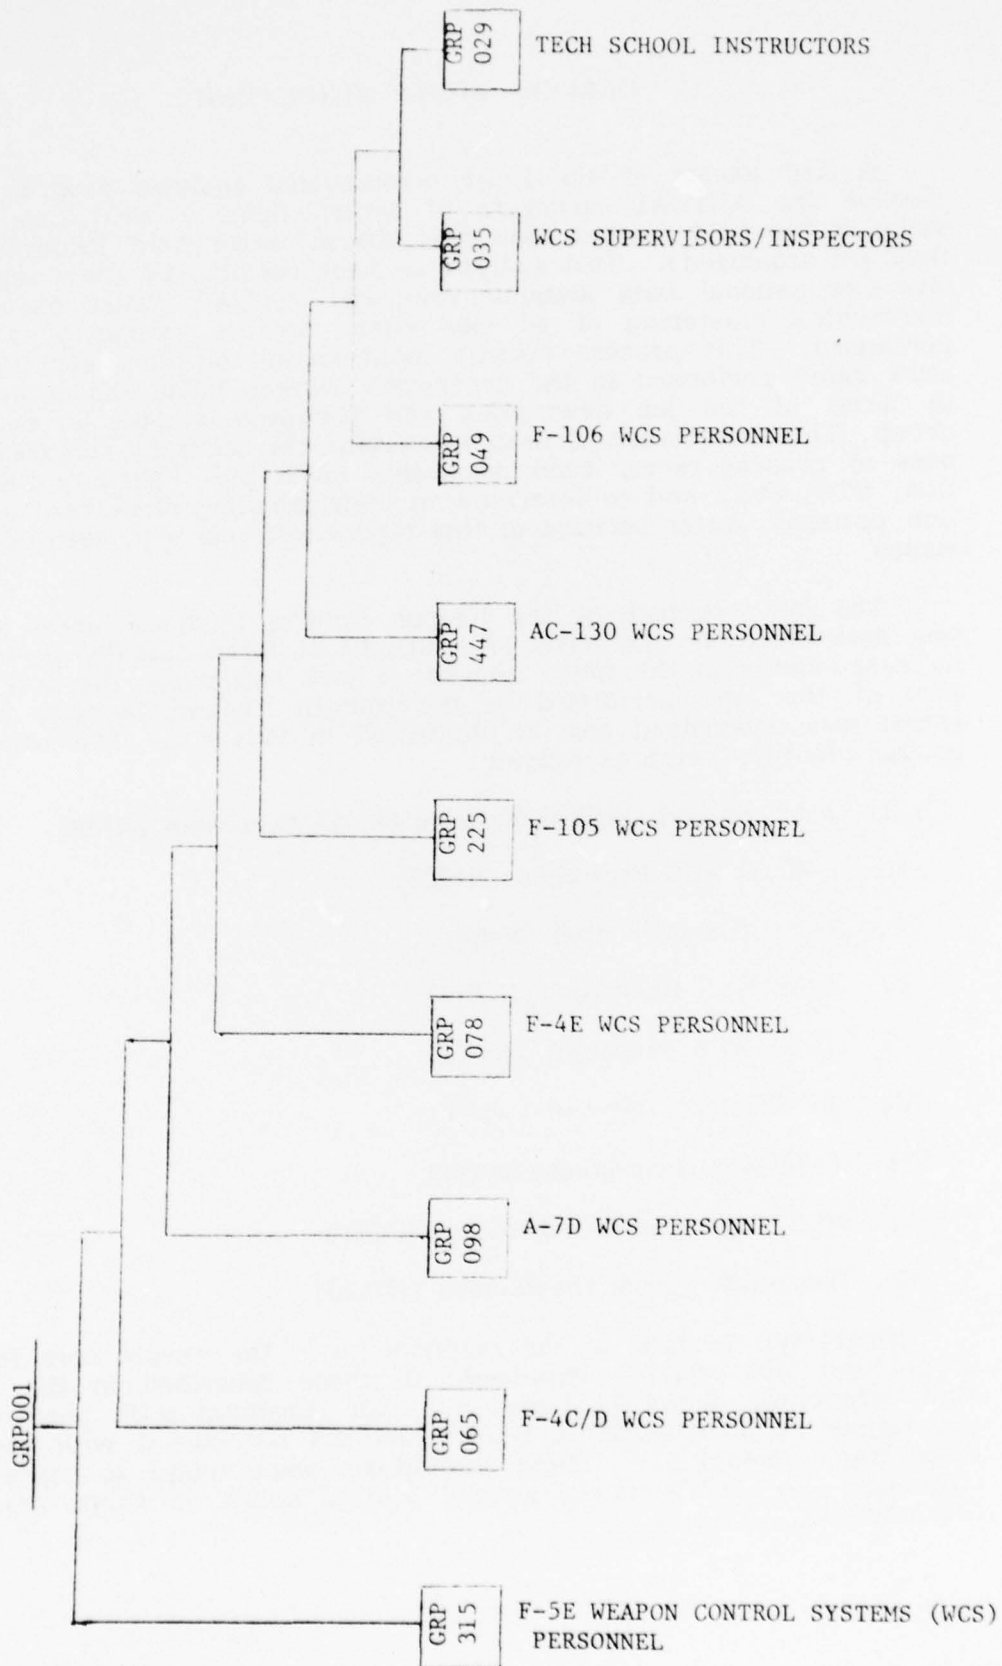 GRP
029
TECH SCHOOL INSTRUCTORS
GRP
035
WCS SUPERVISORS/INSPECTORS
GRP
049
F-106 WCS PERSONNEL
GRP
447
AC-130 WCS PERSONNEL
GRP
225
F-105 WCS PERSONNEL
GRP
078
F-4E WCS PERSONNEL
GRP
098
A-7D WCS PERSONNEL
GRP001
GRP
065
F-4C/D WCS PERSONNEL
GRP
315
F-5E WEAPON CONTROL SYSTEMS (WCS)
PERSONNEL